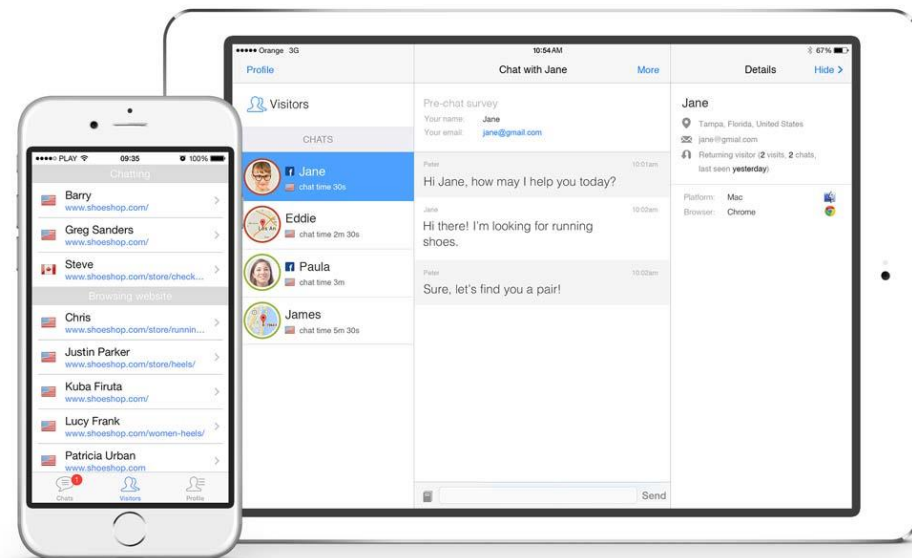 PLAY 09:35 100%
Chatting
Barry
www.shoeshop.com/
Greg Sanders
www.shoeshop.com/
Steve
www.shoeshop.com/store/check...
Browsing website
Chris
www.shoeshop.com/store/runnin...
Justin Parker
www.shoeshop.com/store/heels/
Kuba Firuta
www.shoeshop.com/
Lucy Frank
www.shoeshop.com/women-heels/
Patricia Urban
www.shoeshop.com
1
Chats Visitors Profile
Orange 3G 10:54AM 67%
Profile
Visitors
CHATS
Jane
chat time 30s
Eddie
chat time 2m 30s
Paula
chat time 3m
James
chat time 5m 30s
Chat with Jane More
Pre-chat survey
Your name: Jane
Your email: jane@gmail.com
Peter 10:01am
Hi Jane, how may I help you today?
Jane 10:02am
Hi there! I'm looking for running
shoes.
Peter 10:02am
Sure, let's find you a pair!
Send
Details Hide >
Jane
Tampa, Florida, United States
jane@gmail.com
Returning visitor (2 visits, 2 chats,
last seen yesterday)
Platform: Mac
Browser: Chrome